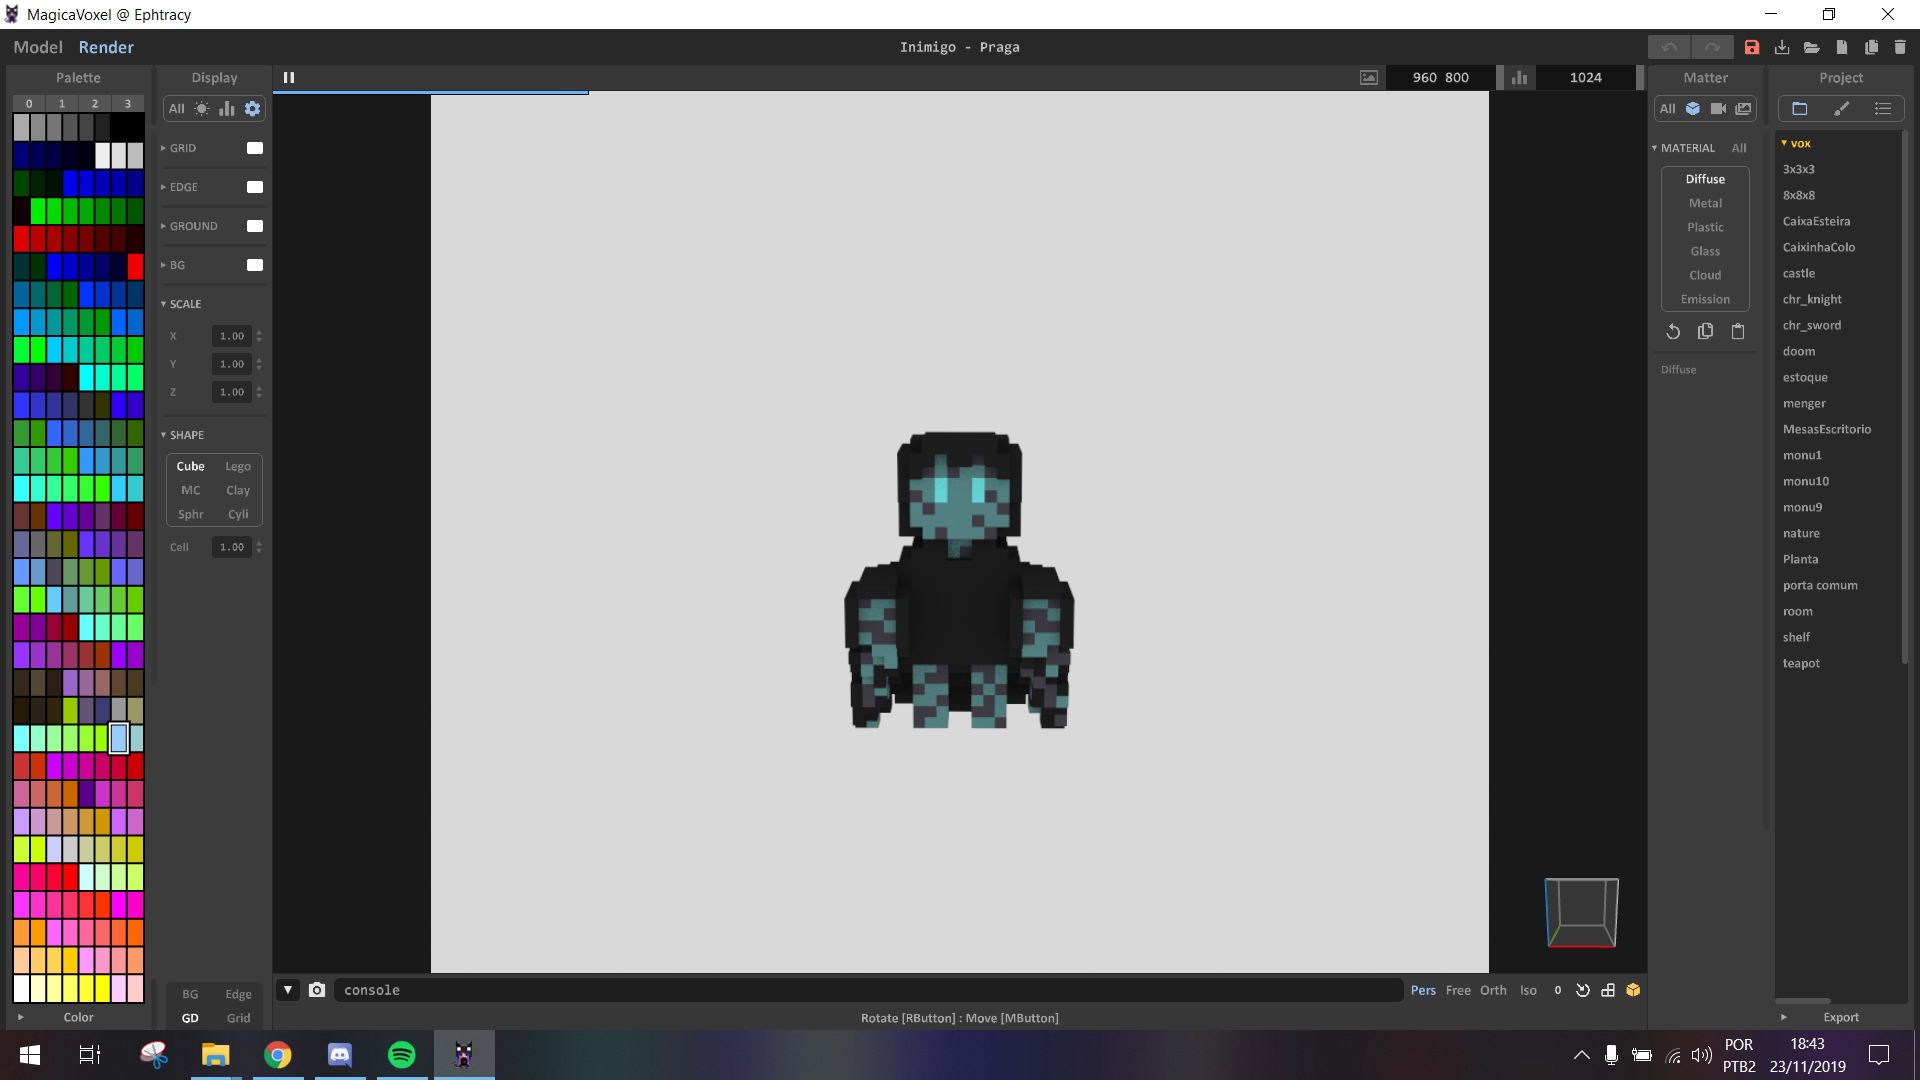 MagicaVoxel @ Ephtracy
Model Render
Inimigo - Praga
Palette
Display
960 800
1024
Matter
Project
0 1 2 3
All
All
GRID
EDGE
GROUND
BG
SCALE
X 1.00
Y 1.00
Z 1.00
SHAPE
Cube Lego
MC Clay
Sphr Cyli
Cell 1.00
BG Edge
GD Grid
Color
MATERIAL All
Diffuse
Metal
Plastic
Glass
Cloud
Emission
Diffuse
vox
3x3x3
8x8x8
CaixaEsteira
CaixinhaColo
castle
chr_knight
chr_sword
doom
estoque
menger
MesasEscritorio
monu1
monu10
monu9
nature
Planta
porta comum
room
shelf
teapot
console
Pers Free Orth Iso 0
Export
Rotate [RButton] : Move [MButton]
POR
PTB2
18:43
23/11/2019